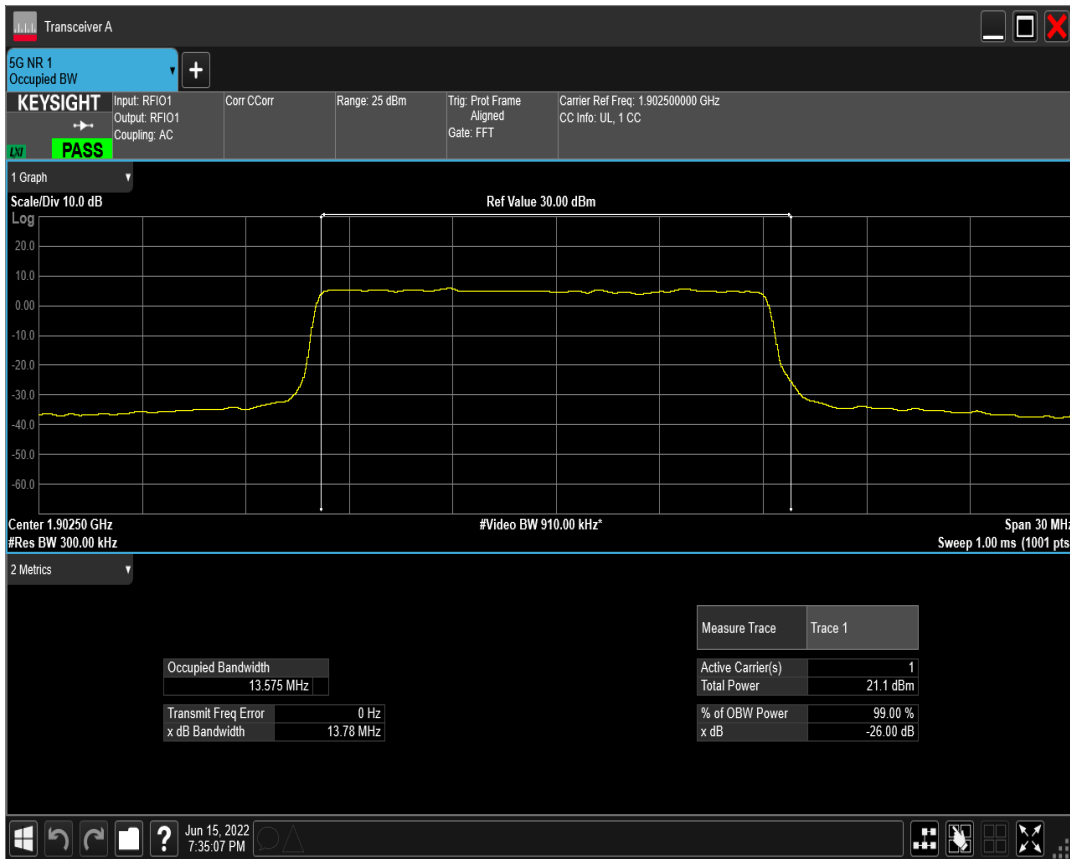 Transceiver A
5G NR 1
Occupied BW
KEYSIGHT
LXI
PASS
Input: RFIO1
Output: RFIO1
Coupling: AC
Corr CCorr
Range: 25 dBm
Trig: Prot Frame
Aligned
Gate: FFT
Carrier Ref Freq: 1.902500000 GHz
CC Info: UL, 1 CC
1 Graph
Scale/Div 10.0 dB
Ref Value 30.00 dBm
Log
20.0
10.0
0.00
-10.0
-20.0
-30.0
-40.0
-50.0
-60.0
Center 1.90250 GHz
#Video BW 910.00 kHz*
Span 30 MHz
#Res BW 300.00 kHz
Sweep 1.00 ms (1001 pts
2 Metrics
Measure Trace Trace 1
Occupied Bandwidth
13.575 MHz
Active Carrier(s) 1
Total Power 21.1 dBm
Transmit Freq Error 0 Hz
x dB Bandwidth 13.78 MHz
% of OBW Power 99.00 %
x dB -26.00 dB
?
Jun 15, 2022
7:35:07 PM